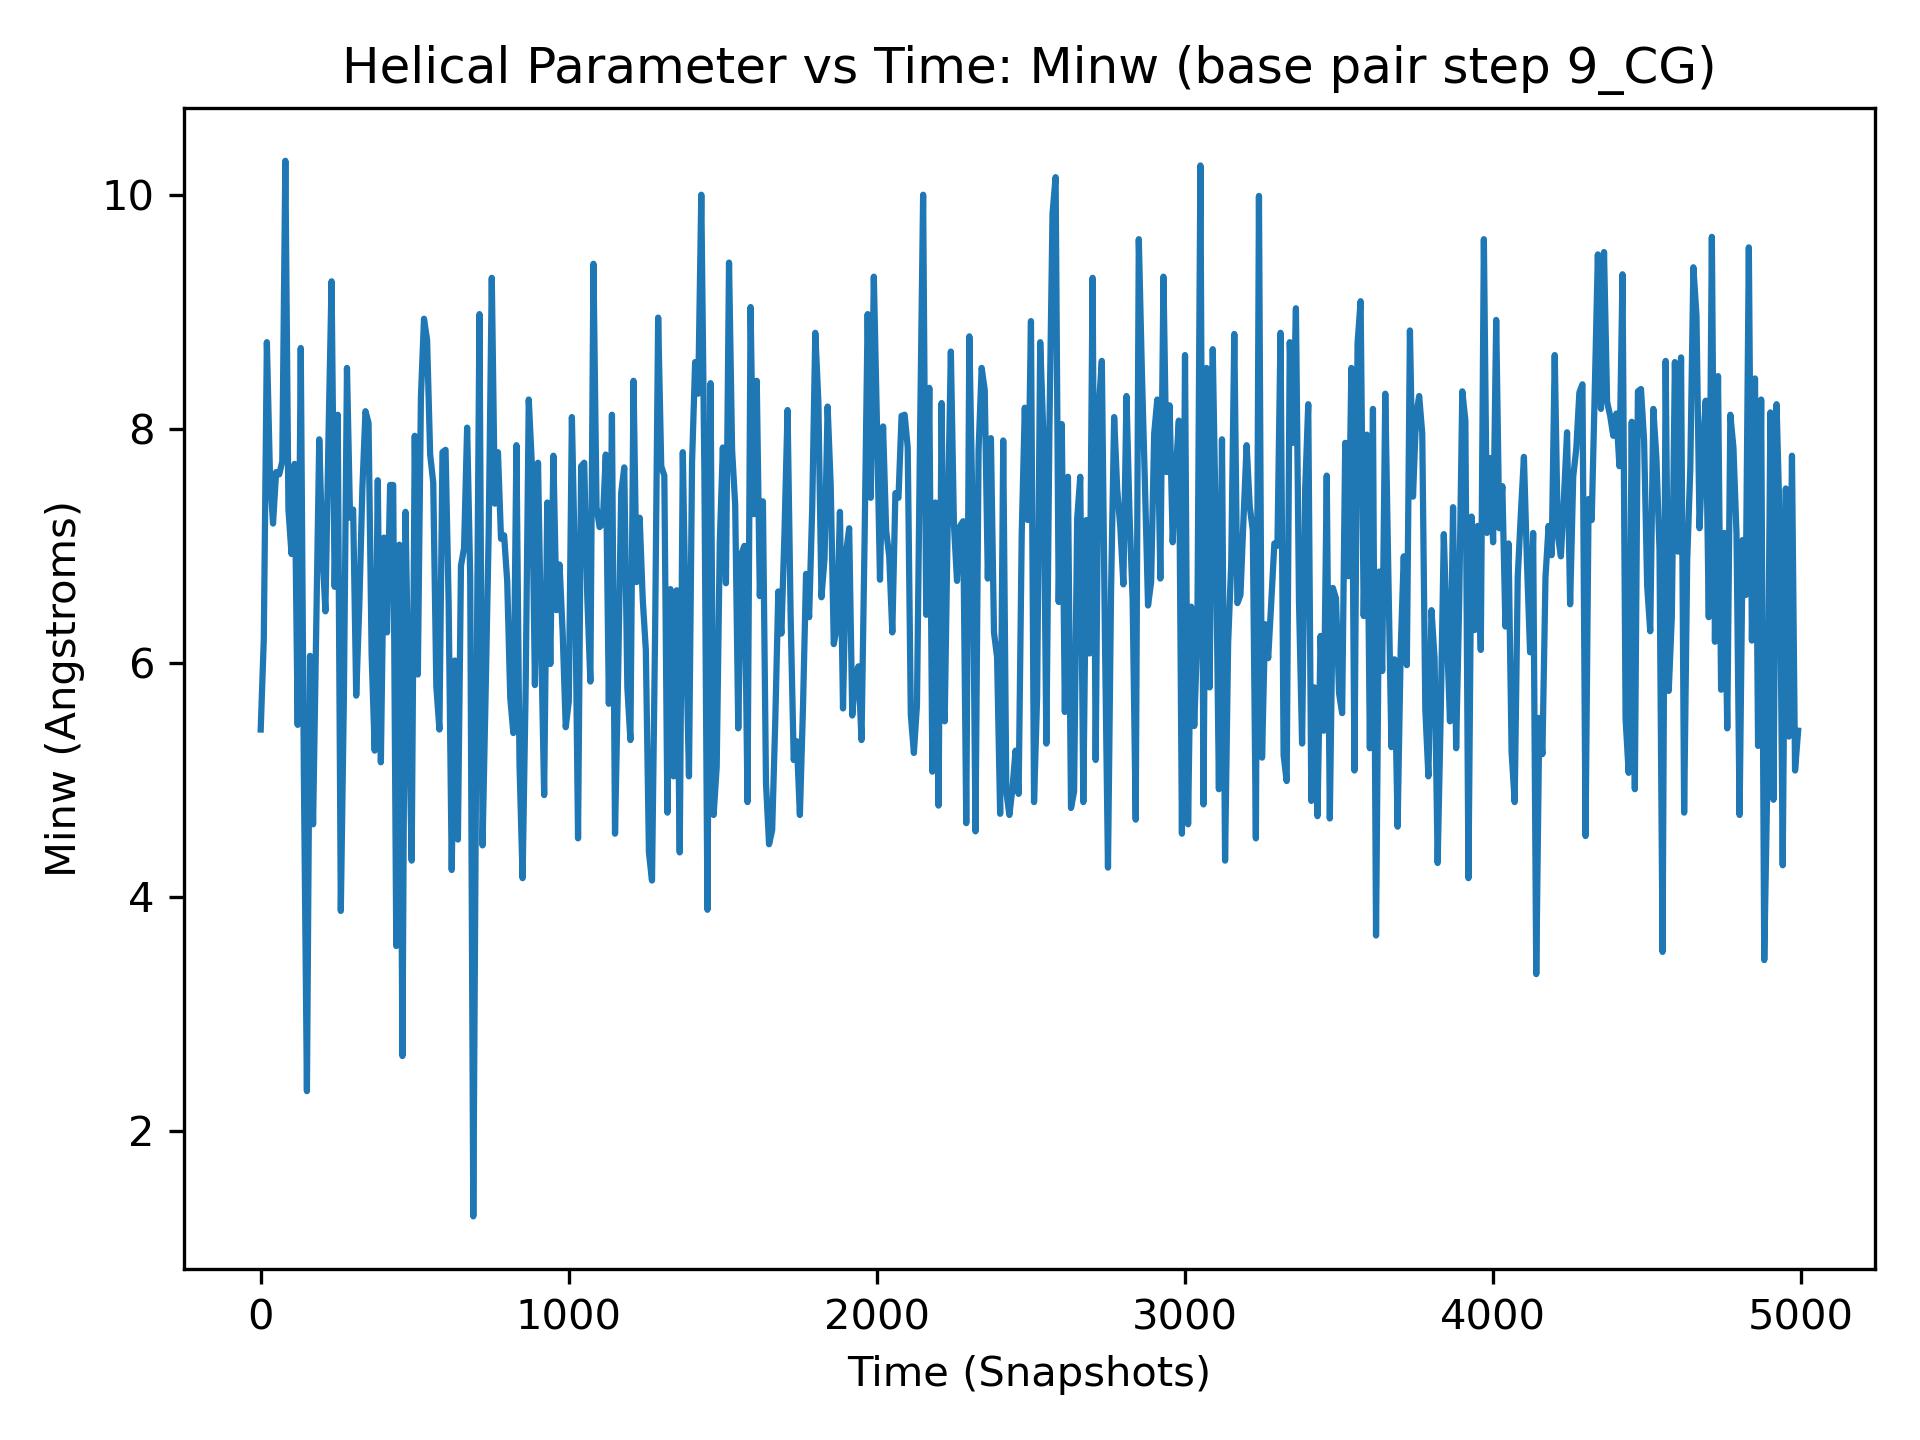 Helical Parameter vs Time: Minw (base pair step 9_CG)
Minw (Angstroms)
10
8
6
4
2
0 1000 2000 3000 4000 5000
Time (Snapshots)